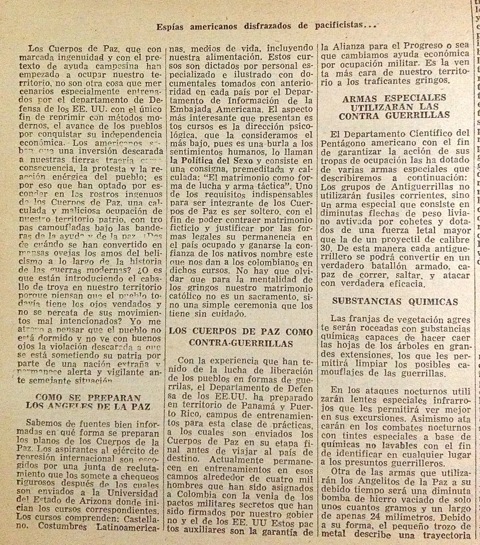 Espías americanos disfrazados de pacificistas...
Los Cuerpos de Paz, que con
marcada ingenuidad y con el pre-
texto de ayuda campesina han
empezado a ocupar nuestro te-
rritorio, no son otra cosa que mer-
cenarios especialmente entrena-
dos por el departamento de De-
fensa de los EE. UU. con el único
fin de reprimir con métodos mo-
dernos, el avance de los pueblos
por conquistar su independencia
económica. Los americanos sa-
ben que una inversión descarada
a nuestras tierras traería como
consecuencia, la protesta y la re-
acción enérgica del pueblo; es
por eso que han optado por es-
conder en los rostros ingenuos
de los Cuerpos de Paz, una cal-
culada y maliciosa ocupación de
nuestro territorio patrio, con tro-
pas camoufladas bajo las bande-
ras de la ayuda y de la paz. ¿Des
de cuándo se han convertido en
mansas ovejas los amos del beli-
cismo a lo largo de la historia
de las guerras modernas? ¿O es
que están introduciendo el caba-
llo de troya en nuestro territorio
porque piensan que el pueblo to-
davía tiene los ojos vendados y
no se percata de sus movimien-
tos mal intencionados? Yo me
atrevo a pensar que el pueblo no
está dormido y no ve con buenos
ojos la violación descarada a que
se está sometiendo su patria por
parte de una nación extraña y
permanece alerta y vigilante an-
te semejante situación.
COMO SE PREPARAN
LOS ANGELES DE LA PAZ
Sabemos de fuentes bien infor-
madas en qué forma se preparan
los planos de los Cuerpos de la
Paz. Los aspirantes al ejército de
represión internacional son esco-
gidos por una junta de recluta-
miento que los somete a chequeos
rigurosos después de los cuales
son enviados a la Universidad
del Estado de Arizona donde ini-
cian los cursos correspondientes.
Los cursos comprenden: Castella-
no. Costumbres Latinoamerica-
nas, medios de vida, incluyendo
nuestra alimentación. Estos cur-
sos son dictados por personal es-
pecializado e ilustrado con do-
cumentales tomados con anterio-
ridad en cada país por el Depar-
tamento de Información de la
Embajada Americana. El aspecto
más interesante que presentan es-
tos cursos es la dirección psico-
lógica, que la consideramos el
más bajo, pues es una burla a los
sentimientos humanos, lo llaman
la Política del Sexo y consiste en
una consigna, premeditada y cal-
culada: "El matrimonio como for-
ma de lucha y arma táctica". Uno
de los requisitos indispensables
para ser integrante de los Cuer-
pos de Paz es ser soltero, con el
fin de poder contraer matrimonio
ficticio y justificar por las for-
mas legales su permanencia en
el país ocupado y ganarse la con-
fianza de los nativos nombre este
que nos dan a los colombianos en
dichos cursos. No hay que olvi-
dar que para la mentalidad de
los gringos nuestro matrimonio
católico no es un sacramento, si-
no una simple ceremonia que los
tiene sin cuidado.
LOS CUERPOS DE PAZ COMO
CONTRA-GUERRILLAS
Con la experiencia que han te-
nido de la lucha de liberación
de los pueblos en formas de gue-
rrillas, el Departamento de Defen
sa de los EE.UU. ha preparado
en territorio de Panamá y Puer-
to Rico, campos de entrenamien-
tos para esta clase de prácticas,
a los cuales son enviados los
Cuerpos de Paz en su etapa fi-
nal antes de viajar al país de
destino. Actualmente permane-
cen en entrenamientos en esos
campos alrededor de cuatro mil
hombres que han sido asignados
a Colombia con la venia de los
pactos militares secretos que han
sido firmados por nuestro gobier
no y el de los EE. UU Estos pac-
tos auxiliares son la garantía de
la Alianza para el Progreso o sea
que cambiamos ayuda económica
por ocupación militar. Es la ven
ta más cara de nuestro territo-
rio a los traficantes gringos.
ARMAS ESPECIALES
UTILIZARAN LAS
CONTRA GUERRILLAS
El Departamento Científico del
Pentágono americano con el fin
de garantizar la acción de sus
tropas de ocupación las ha dotado
de varias armas especiales que
describiremos a continuación:
Los grupos de Antiguerrillas no
utilizarán fusiles corrientes, sino
un arma especial que consiste en
diminutas flechas de peso livia-
no activada por cohetes y dota-
dos de una fuerza letal mayor
que la de un proyectil de calibre
30. De esta manera cada antigue-
rrillero se podrá convertir en un
verdadero batallón armado, ca-
paz de correr, saltar, y atacar
con verdadera eficacia.
SUBSTANCIAS QUIMICAS
Las franjas de vegetación agres
te serán roceadas con substancias
químicas capaces de hacer caer
las hojas de los árboles en gran-
des extensiones, los que les per-
mitirá limpiar los posibles ca-
mouflajes de la guerrillas.
En los ataques nocturnos utili
zarán lentes especiales infrarro-
jos que les permitirá ver mejor
en sus excursiones. Asimismo ata
carán en los combates nocturnos
con tintes especiales a base de
químicas no lavables con el fin
de identificar en cualquier lugar
a los presuntos guerrilleros.
Otra de las armas que utiliza-
rán los Angelitos de la Paz a su
debido tiempo será una diminuta
bomba de hierro vaciado de solo
unos cuantos gramos y un largo
de apenas 24 milímetros. Debido
a su forma, el pequeño trozo de
metal describe una trayectoria